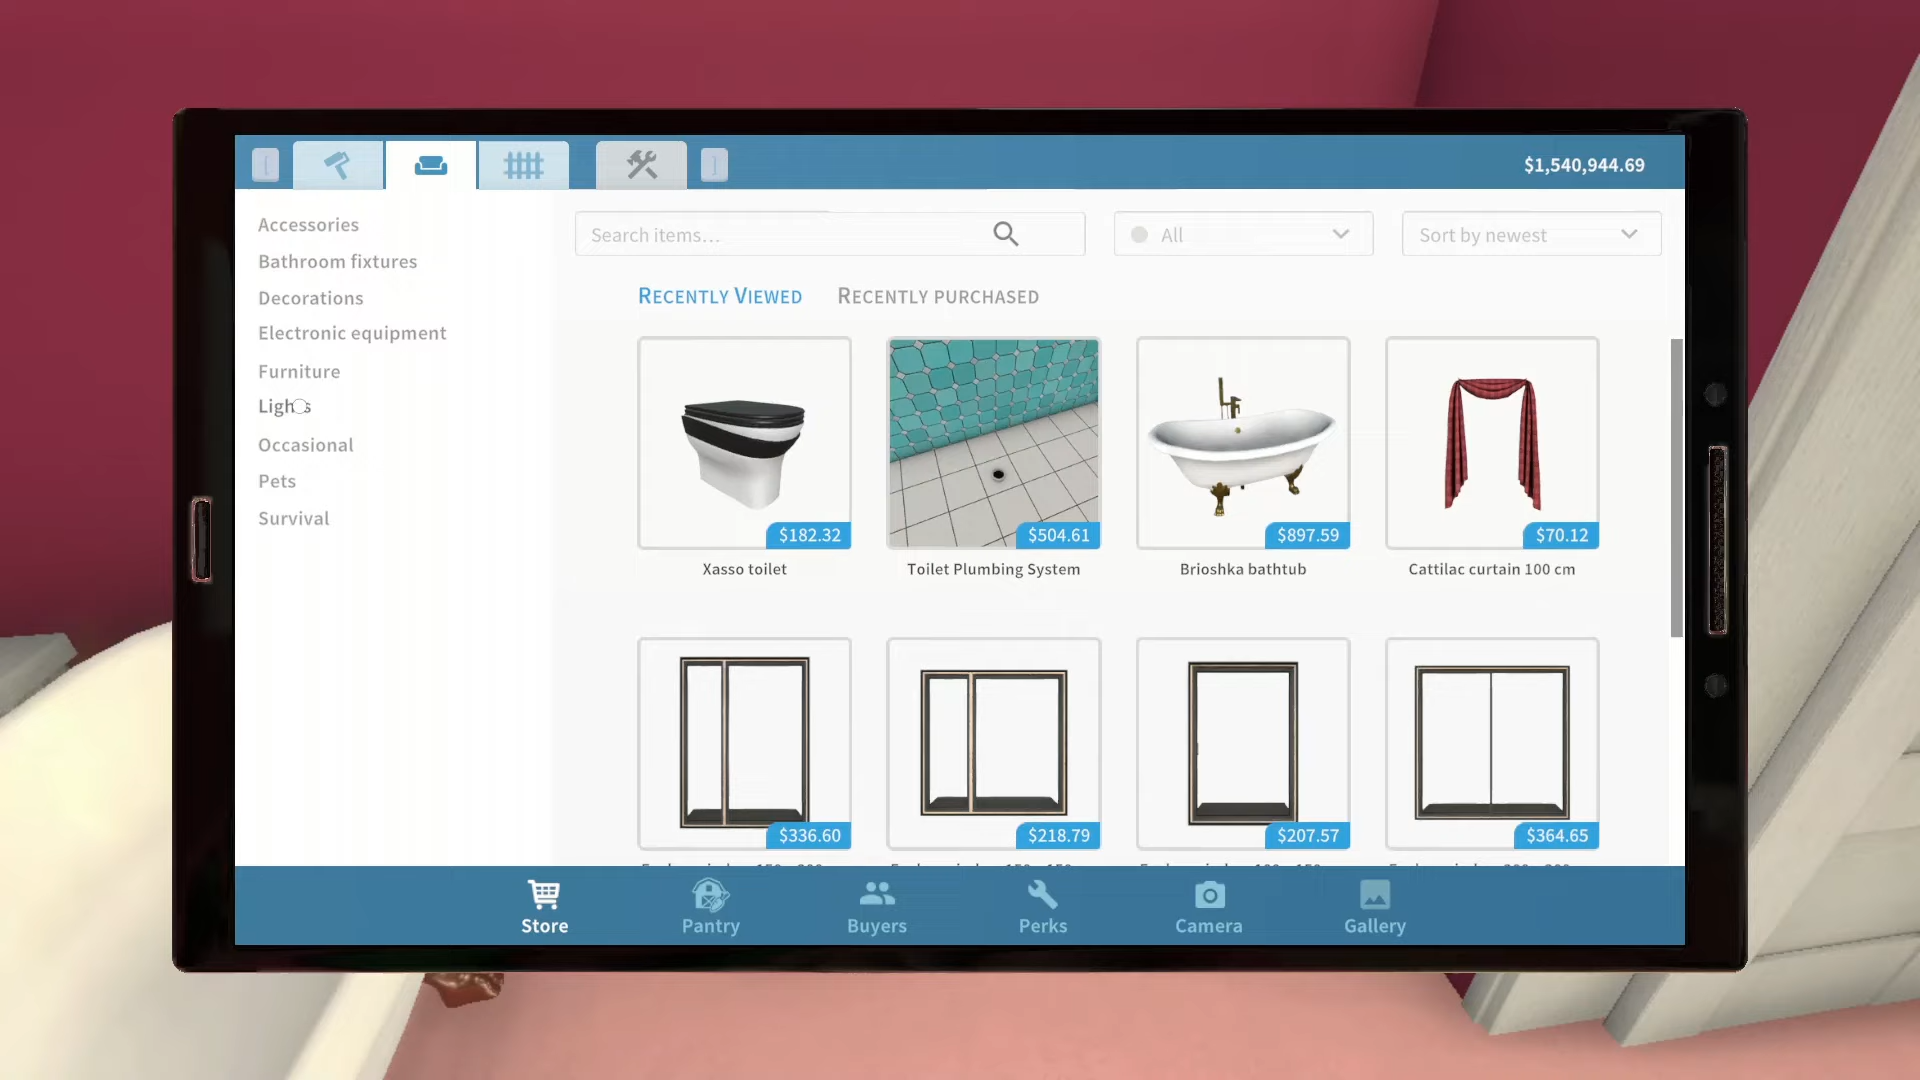 $1,540,944.69
Accessories
Bathroom fixtures
Decorations
Electronic equipment
Furniture
Lights
Occasional
Pets
Survival
Search items...
All
Sort by newest
RECENTLY VIEWED
RECENTLY PURCHASED
$182.32
$504.61
$897.59
$70.12
Xasso toilet
Toilet Plumbing System
Brioshka bathtub
Cattilac curtain 100 cm
$336.60
$218.79
$207.57
$364.65
Store
Pantry
Buyers
Perks
Camera
Gallery